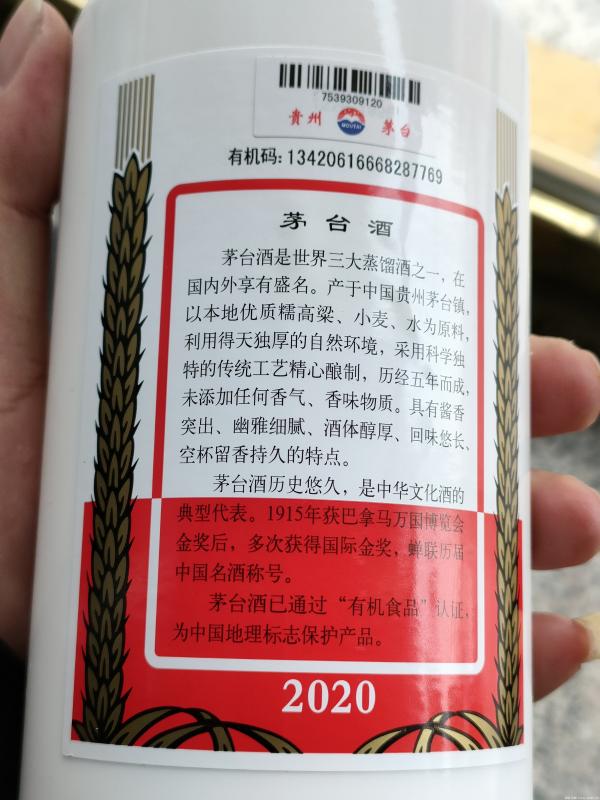 7539309120
贵州 MOUTAI 茅台
有机码:13420616668287769
茅台酒
茅台酒是世界三大蒸馏酒之一，在
国内外享有盛名。产于中国贵州茅台镇，
以本地优质糯高粱、小麦、水为原料，
利用得天独厚的自然环境，采用科学独
特的传统工艺精心酿制，历经五年而成，
未添加任何香气、香味物质。具有酱香
突出、幽雅细腻、酒体醇厚、回味悠长、
空杯留香持久的特点。
茅台酒历史悠久，是中华文化酒的
典型代表。1915年获巴拿马万国博览会
金奖后，多次获得国际金奖，蝉联历届
中国名酒称号。
茅台酒已通过“有机食品”认证，
为中国地理标志保护产品。
2020